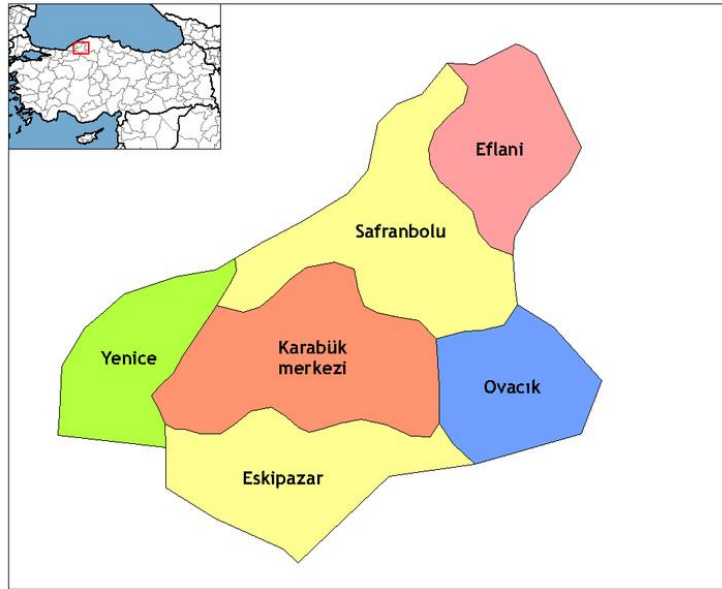 Eflani
Safranbolu
Karabük
merkezi
Yenice
Ovacık
Eskipazar